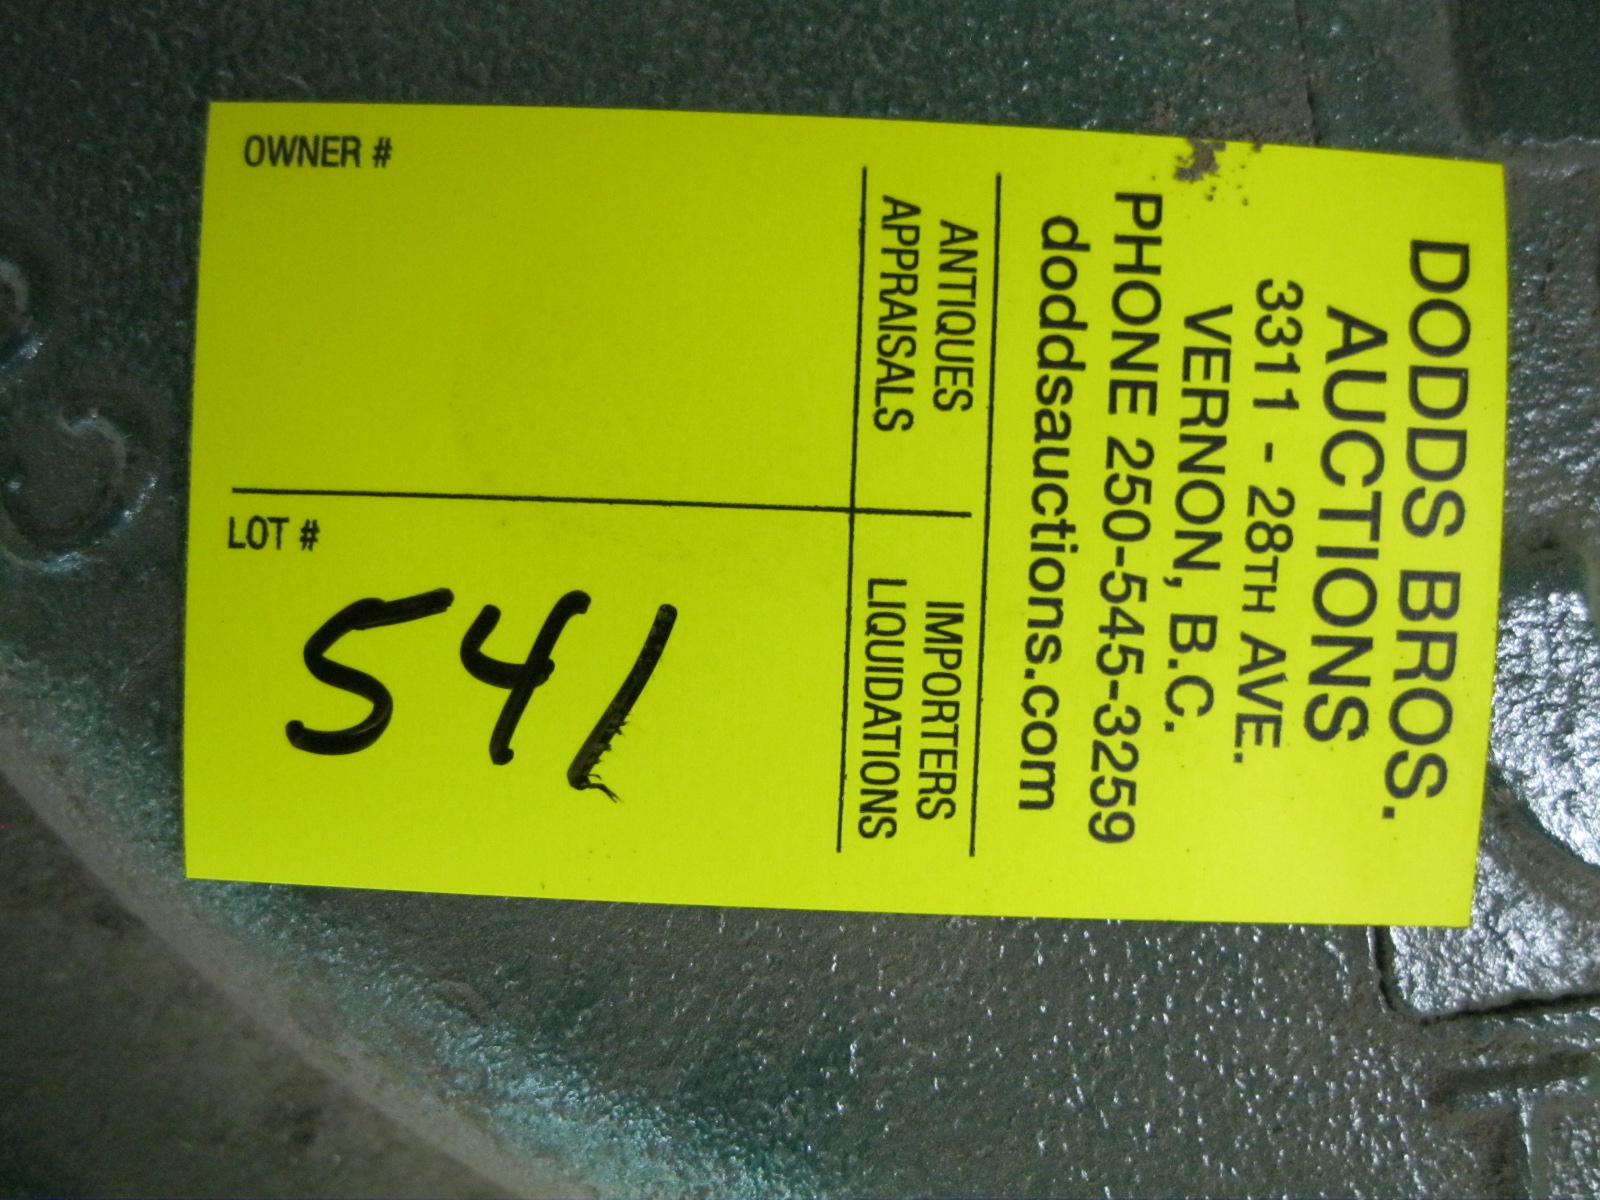 DODDS BROS.
AUCTIONS
3311 - 28TH AVE.
VERNON, B.C.
PHONE 250-545-3259
doddsauctions.com
ANTIQUES
APPRAISALS
IMPORTERS
LIQUIDATIONS
OWNER #
LOT #
541